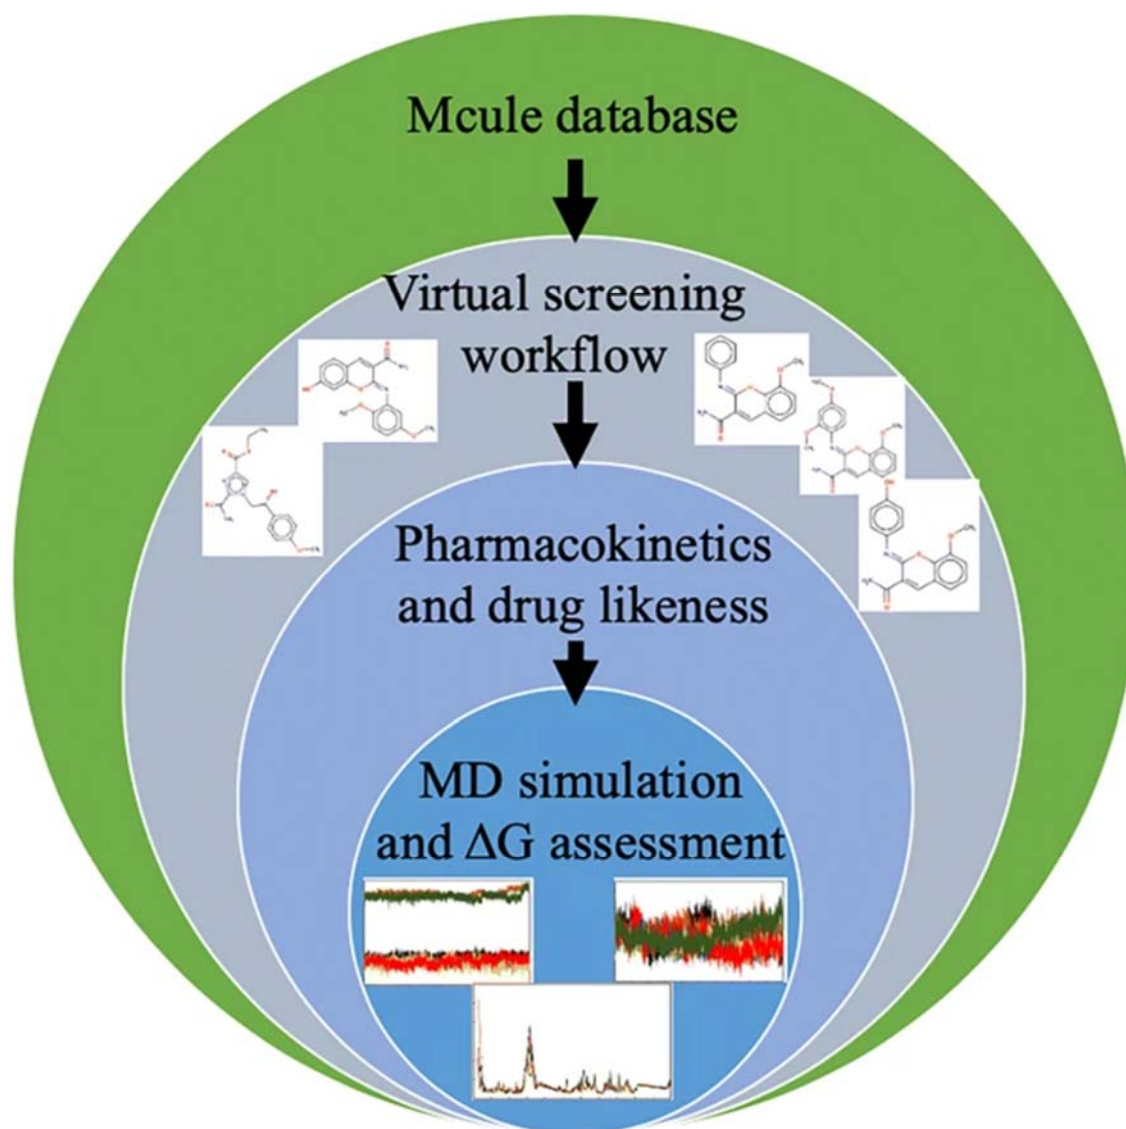 Mcule database
Virtual screening
workflow
Pharmacokinetics
and drug likeness
MD simulation
and ΔG assessment